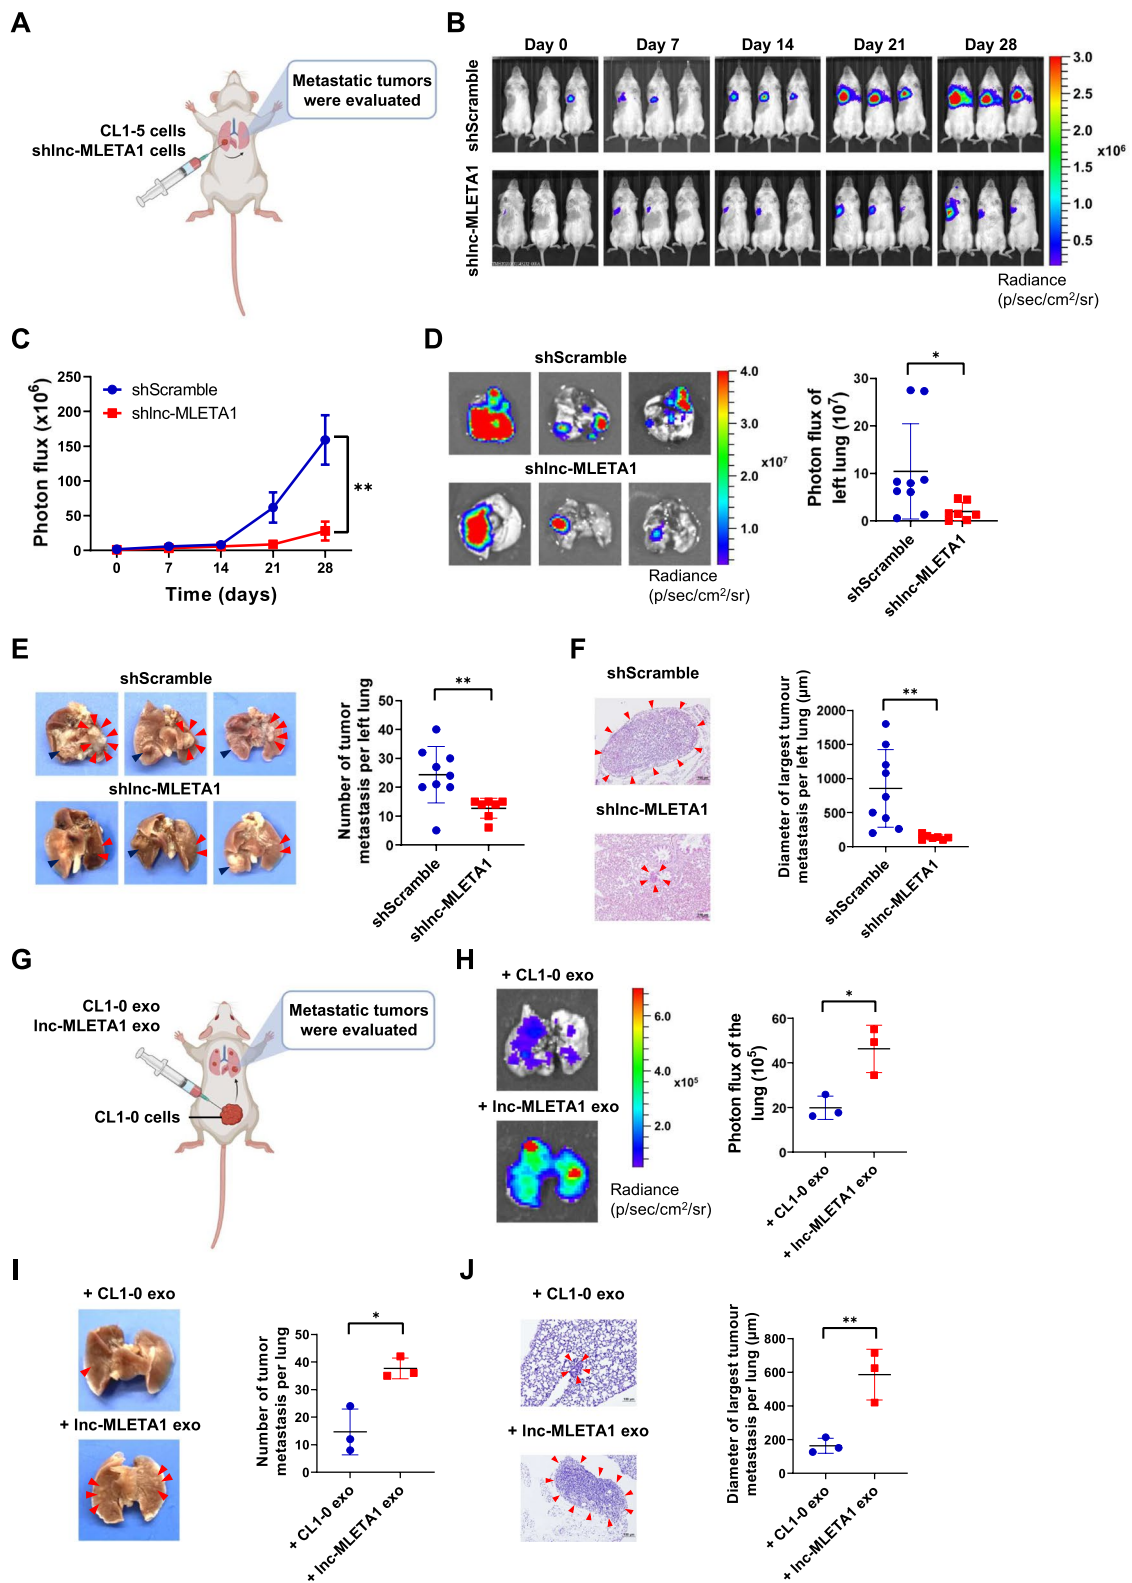 A
Metastatic tumors
were evaluated
CL1-5 cells
shlnc-MLETA1 cells
B
Day 0
Day 7
Day 14
Day 21
Day 28
shScramble
shlnc-MLETA1
3.0
2.5
2.0
x10⁶
1.5
1.0
0.5
Radiance
(p/sec/cm²/sr)
C
Photon flux (x10⁶)
250
200
150
100
50
0
shScramble
shlnc-MLETA1
**
0
7
14
21
28
Time (days)
D
shScramble
shlnc-MLETA1
4.0
3.0
x10⁷
2.0
1.0
Radiance
(p/sec/cm²/sr)
Photon flux of
left lung (10⁷)
30
20
10
0
*
shScramble
shlnc-MLETA1
E
shScramble
shlnc-MLETA1
Number of tumor
metastasis per left lung
50
40
30
20
10
0
**
shScramble
shlnc-MLETA1
F
shScramble
shlnc-MLETA1
Diameter of largest tumour
metastasis per left lung (µm)
2000
1500
1000
500
0
**
shScramble
shlnc-MLETA1
G
CL1-0 exo
lnc-MLETA1 exo
Metastatic tumors
were evaluated
CL1-0 cells
H
+ CL1-0 exo
+ lnc-MLETA1 exo
6.0
4.0
x10⁵
2.0
Radiance
(p/sec/cm²/sr)
Photon flux of the
lung (10⁵)
60
40
20
0
*
+ CL1-0 exo
+ lnc-MLETA1 exo
I
+ CL1-0 exo
+ lnc-MLETA1 exo
Number of tumor
metastasis per lung
50
40
30
20
10
0
*
+ CL1-0 exo
+ lnc-MLETA1 exo
J
+ CL1-0 exo
+ lnc-MLETA1 exo
Diameter of largest tumour
metastasis per lung (µm)
800
600
400
200
0
**
+ CL1-0 exo
+ lnc-MLETA1 exo